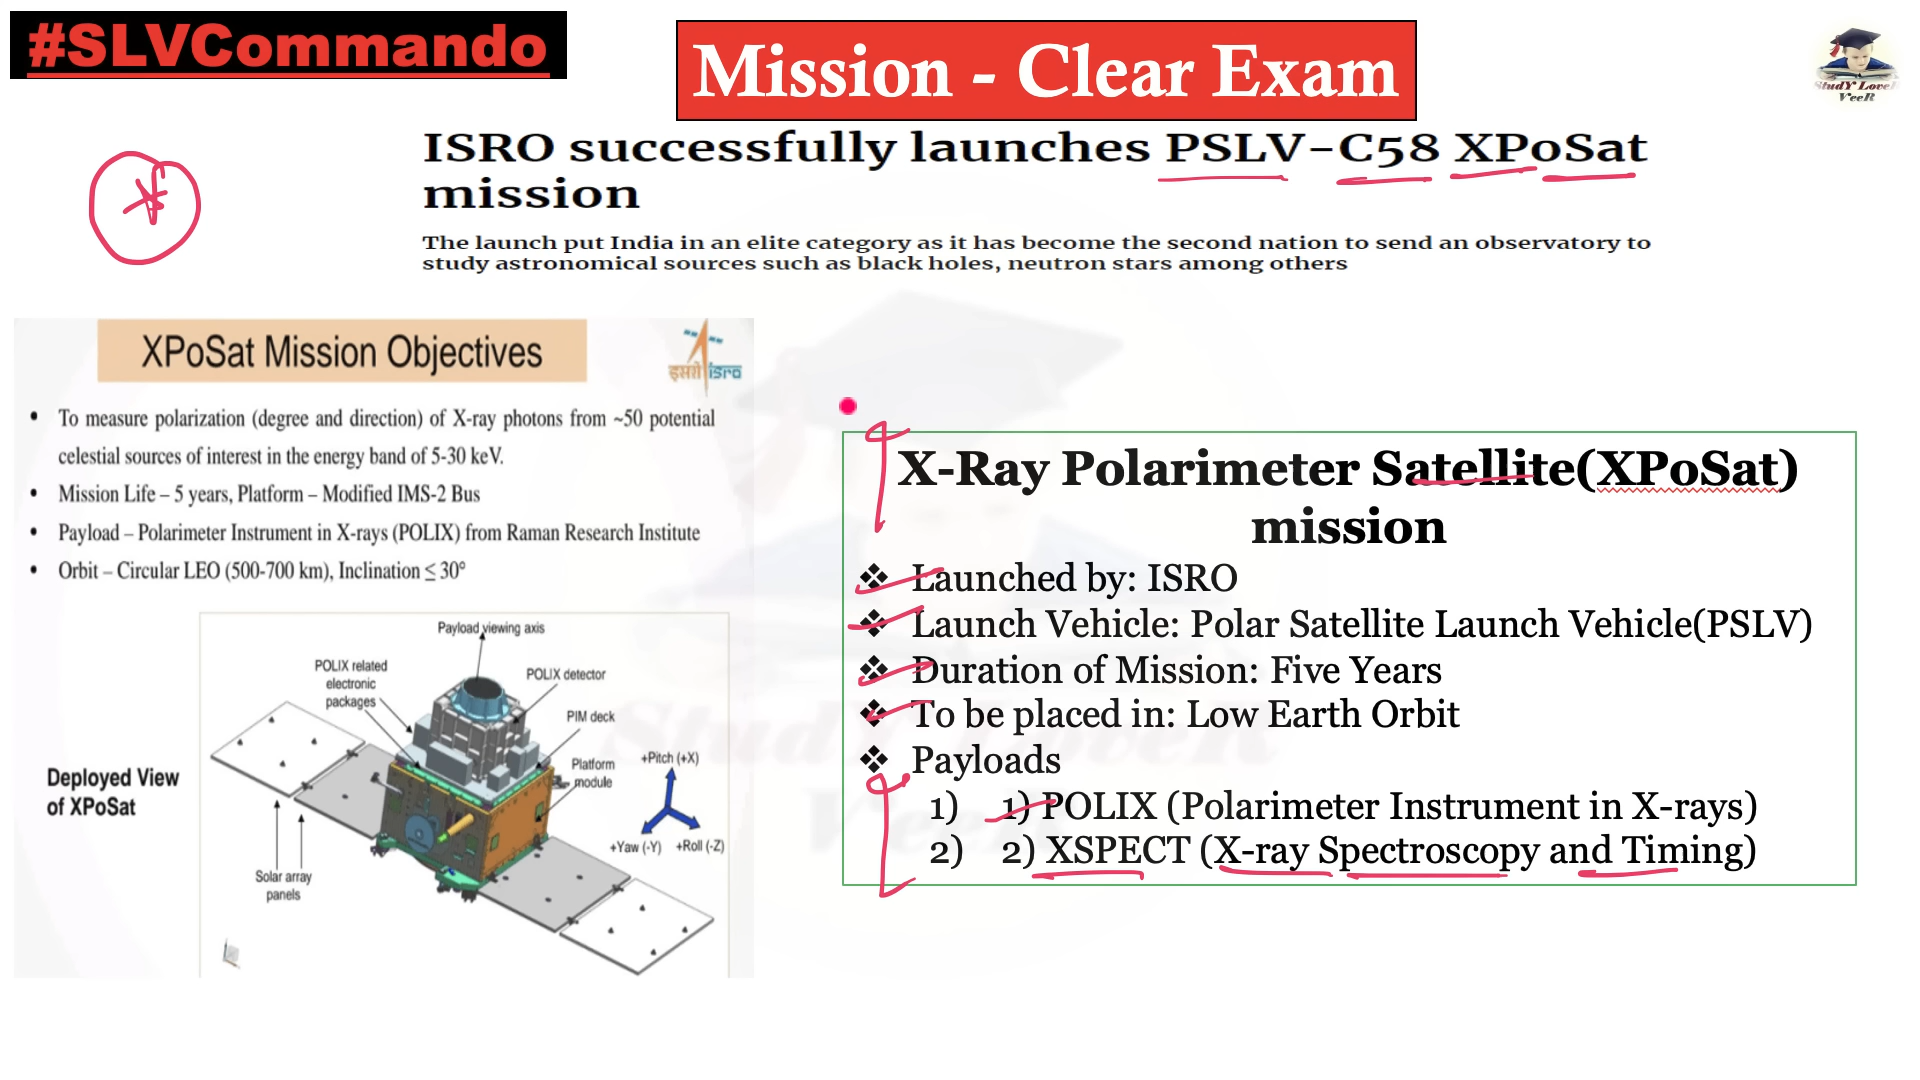 #SLVCommando
Mission - Clear Exam
StudY LoveR
VeeR
ISRO successfully launches PSLV-C58 XPoSat
mission
The launch put India in an elite category as it has become the second nation to send an observatory to
study astronomical sources such as black holes, neutron stars among others
XPoSat Mission Objectives
इसरो isro
• To measure polarization (degree and direction) of X-ray photons from ~50 potential
celestial sources of interest in the energy band of 5-30 keV.
• Mission Life – 5 years, Platform – Modified IMS-2 Bus
• Payload – Polarimeter Instrument in X-rays (POLIX) from Raman Research Institute
• Orbit – Circular LEO (500-700 km), Inclination ≤ 30°
Payload viewing axis
POLIX related
electronic
packages
POLIX detector
PIM deck
Platform
module
+Pitch (+X)
+Yaw (-Y) +Roll (-Z)
Deployed View
of XPoSat
Solar array
panels
X-Ray Polarimeter Satellite(XPoSat)
mission
❖ Launched by: ISRO
❖ Launch Vehicle: Polar Satellite Launch Vehicle(PSLV)
❖ Duration of Mission: Five Years
❖ To be placed in: Low Earth Orbit
❖ Payloads
1) 1) POLIX (Polarimeter Instrument in X-rays)
2) 2) XSPECT (X-ray Spectroscopy and Timing)
StudY LoveR
VeeR